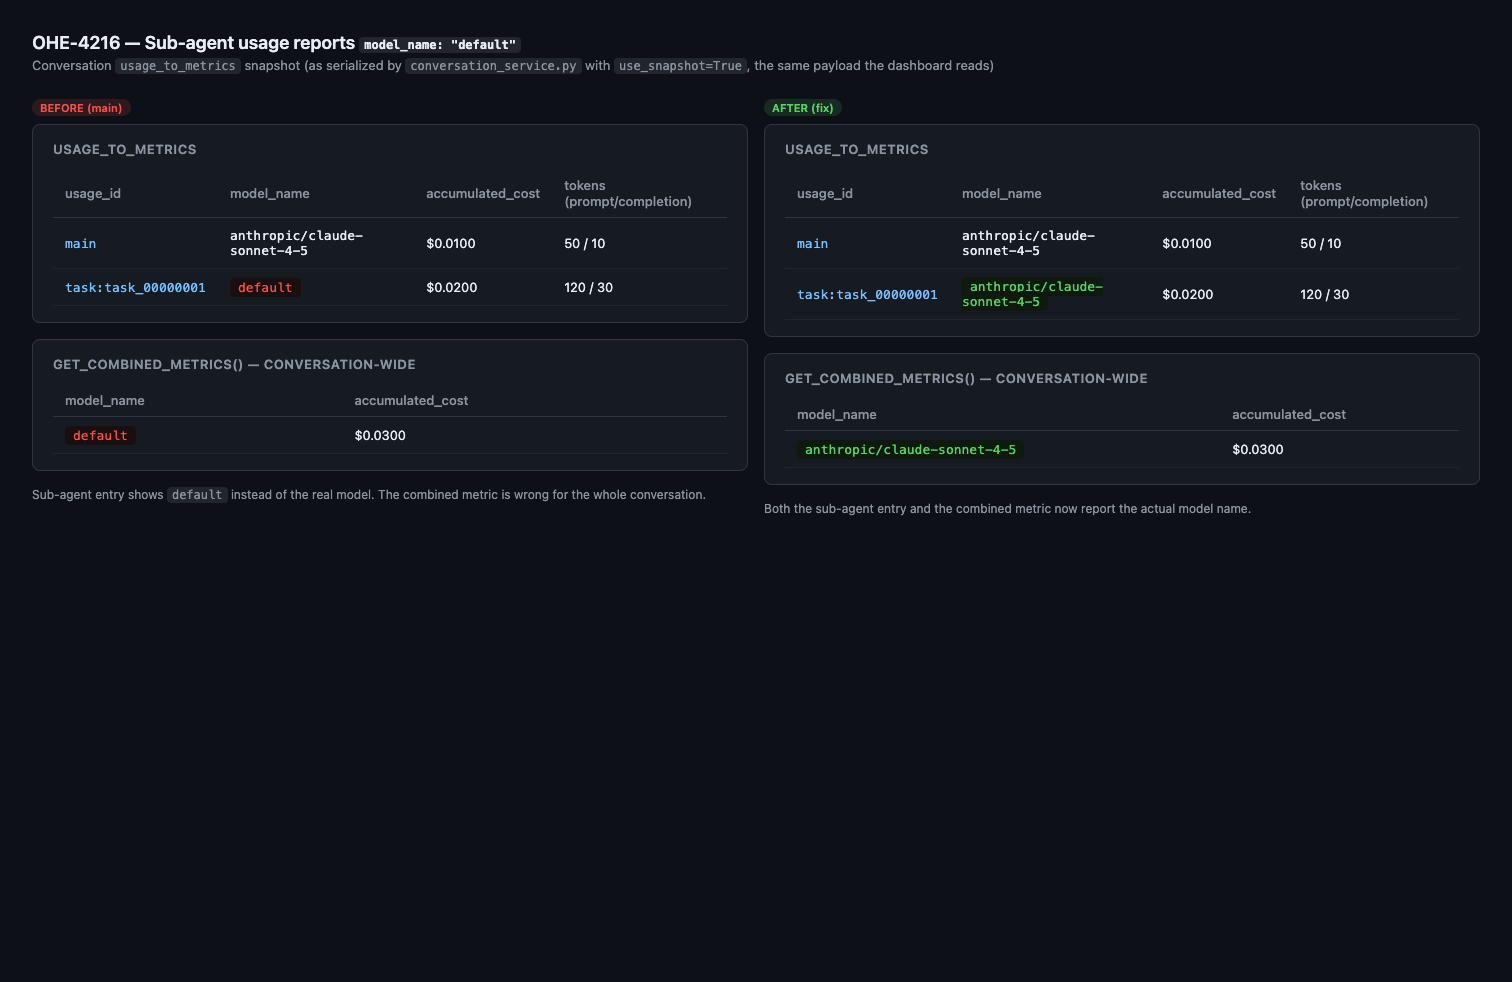 OHE-4216 — Sub-agent usage reports model_name: "default"
Conversation usage_to_metrics snapshot (as serialized by conversation_service.py with use_snapshot=True, the same payload the dashboard reads)
BEFORE (main)
USAGE_TO_METRICS
usage_id model_name accumulated_cost tokens
(prompt/completion)
main anthropic/claude-
sonnet-4-5 $0.0100 50 / 10
task:task_00000001 default $0.0200 120 / 30
GET_COMBINED_METRICS() — CONVERSATION-WIDE
model_name accumulated_cost
default $0.0300
Sub-agent entry shows default instead of the real model. The combined metric is wrong for the whole conversation.
AFTER (fix)
USAGE_TO_METRICS
usage_id model_name accumulated_cost tokens
(prompt/completion)
main anthropic/claude-
sonnet-4-5 $0.0100 50 / 10
task:task_00000001 anthropic/claude-
sonnet-4-5 $0.0200 120 / 30
GET_COMBINED_METRICS() — CONVERSATION-WIDE
model_name accumulated_cost
anthropic/claude-sonnet-4-5 $0.0300
Both the sub-agent entry and the combined metric now report the actual model name.